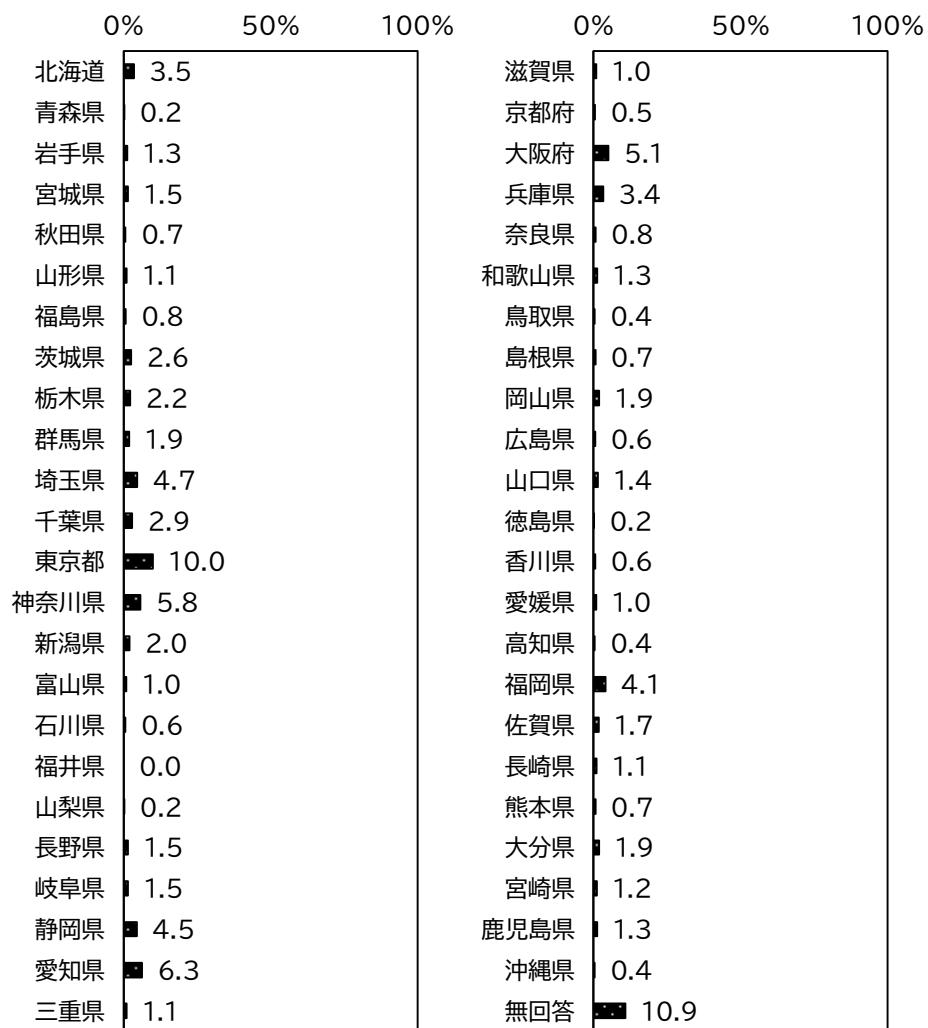 0% 50% 100%
北海道 3.5
青森県 0.2
岩手県 1.3
宮城県 1.5
秋田県 0.7
山形県 1.1
福島県 0.8
茨城県 2.6
栃木県 2.2
群馬県 1.9
埼玉県 4.7
千葉県 2.9
東京都 10.0
神奈川県 5.8
新潟県 2.0
富山県 1.0
石川県 0.6
福井県 0.0
山梨県 0.2
長野県 1.5
岐阜県 1.5
静岡県 4.5
愛知県 6.3
三重県 1.1
0% 50% 100%
滋賀県 1.0
京都府 0.5
大阪府 5.1
兵庫県 3.4
奈良県 0.8
和歌山県 1.3
鳥取県 0.4
島根県 0.7
岡山県 1.9
広島県 0.6
山口県 1.4
徳島県 0.2
香川県 0.6
愛媛県 1.0
高知県 0.4
福岡県 4.1
佐賀県 1.7
長崎県 1.1
熊本県 0.7
大分県 1.9
宮崎県 1.2
鹿児島県 1.3
沖縄県 0.4
無回答 10.9